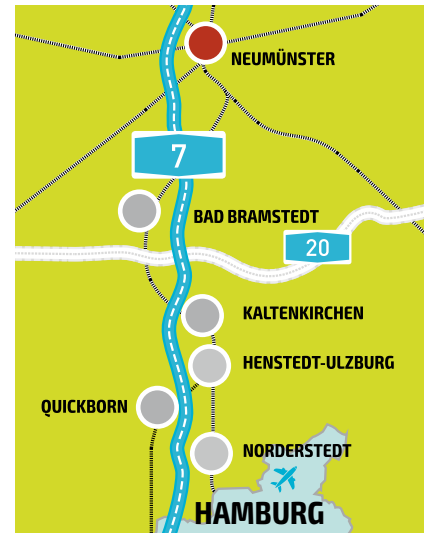 NEUMÜNSTER
7
BAD BRAMSTEDT
20
KALTENKIRCHEN
HENSTEDT-ULZBURG
QUICKBORN
NORDERSTEDT
HAMBURG